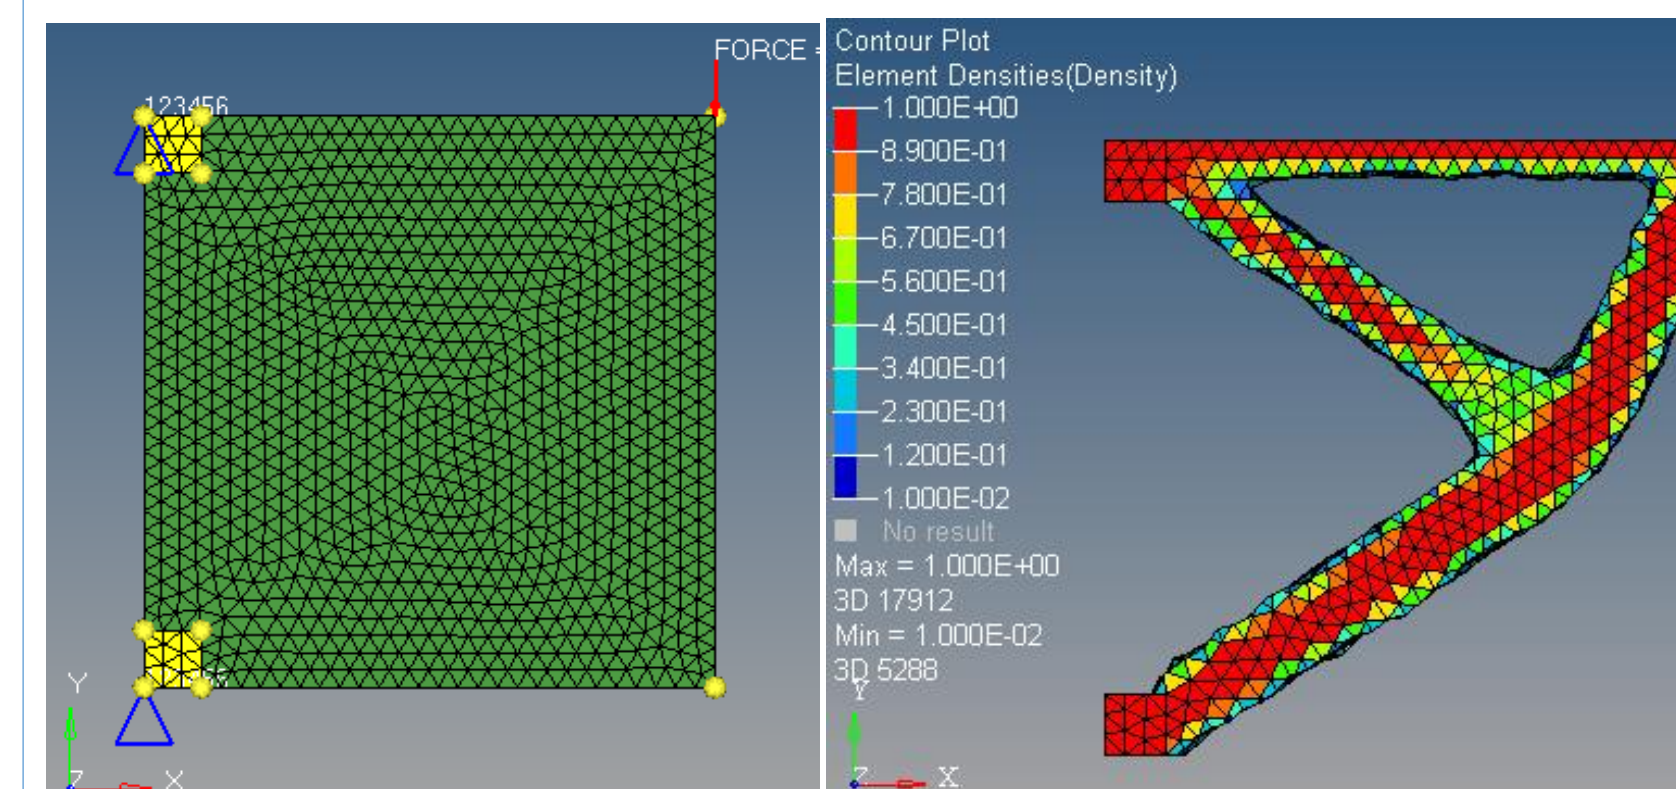 FORCE =
123456
Y
Z X
Contour Plot
Element Densities(Density)
1.000E+00
8.900E-01
7.800E-01
6.700E-01
5.600E-01
4.500E-01
3.400E-01
2.300E-01
1.200E-01
1.000E-02
No result
Max = 1.000E+00
3D 17912
Min = 1.000E-02
3D 5288
Y
Z X